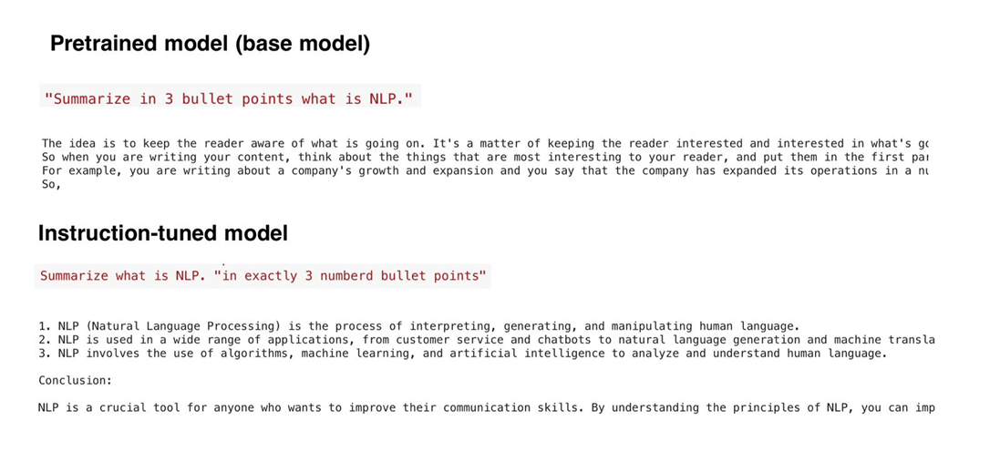 Pretrained model (base model)
"Summarize in 3 bullet points what is NLP."
The idea is to keep the reader aware of what is going on. It's a matter of keeping the reader interested and interested in what's
So when you are writing your content, think about the things that are most interesting to your reader, and put them in the first
For example, you are writing about a company's growth and expansion and you say that the company has expanded its operations in a
So,
Instruction-tuned model
Summarize what is NLP. "in exactly 3 numberd bullet points"
1. NLP (Natural Language Processing) is the process of interpreting, generating, and manipulating human language.
2. NLP is used in a wide range of applications, from customer service and chatbots to natural language generation and machine transla
3. NLP involves the use of algorithms, machine learning, and artificial intelligence to analyze and understand human language.
Conclusion:
NLP is a crucial tool for anyone who wants to improve their communication skills. By understanding the principles of NLP, you can imp